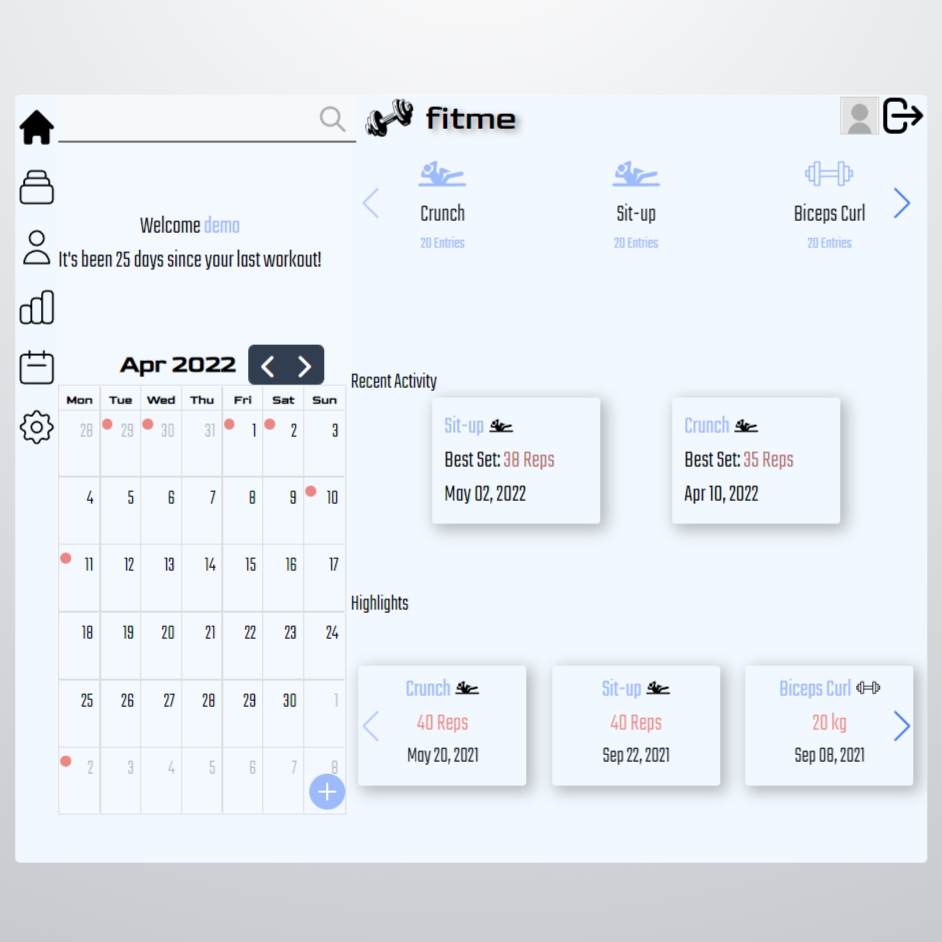 fitme
Welcome demo
It's been 25 days since your last workout!
Crunch
20 Entries
Sit-up
20 Entries
Biceps Curl
20 Entries
Apr 2022
Mon Tue Wed Thu Fri Sat Sun
28 29 30 31 1 2 3
4 5 6 7 8 9 10
11 12 13 14 15 16 17
18 19 20 21 22 23 24
25 26 27 28 29 30 1
2 3 4 5 6 7 8
Recent Activity
Sit-up
Best Set: 38 Reps
May 02, 2022
Crunch
Best Set: 35 Reps
Apr 10, 2022
Highlights
Crunch
40 Reps
May 20, 2021
Sit-up
40 Reps
Sep 22, 2021
Biceps Curl
20 kg
Sep 08, 2021